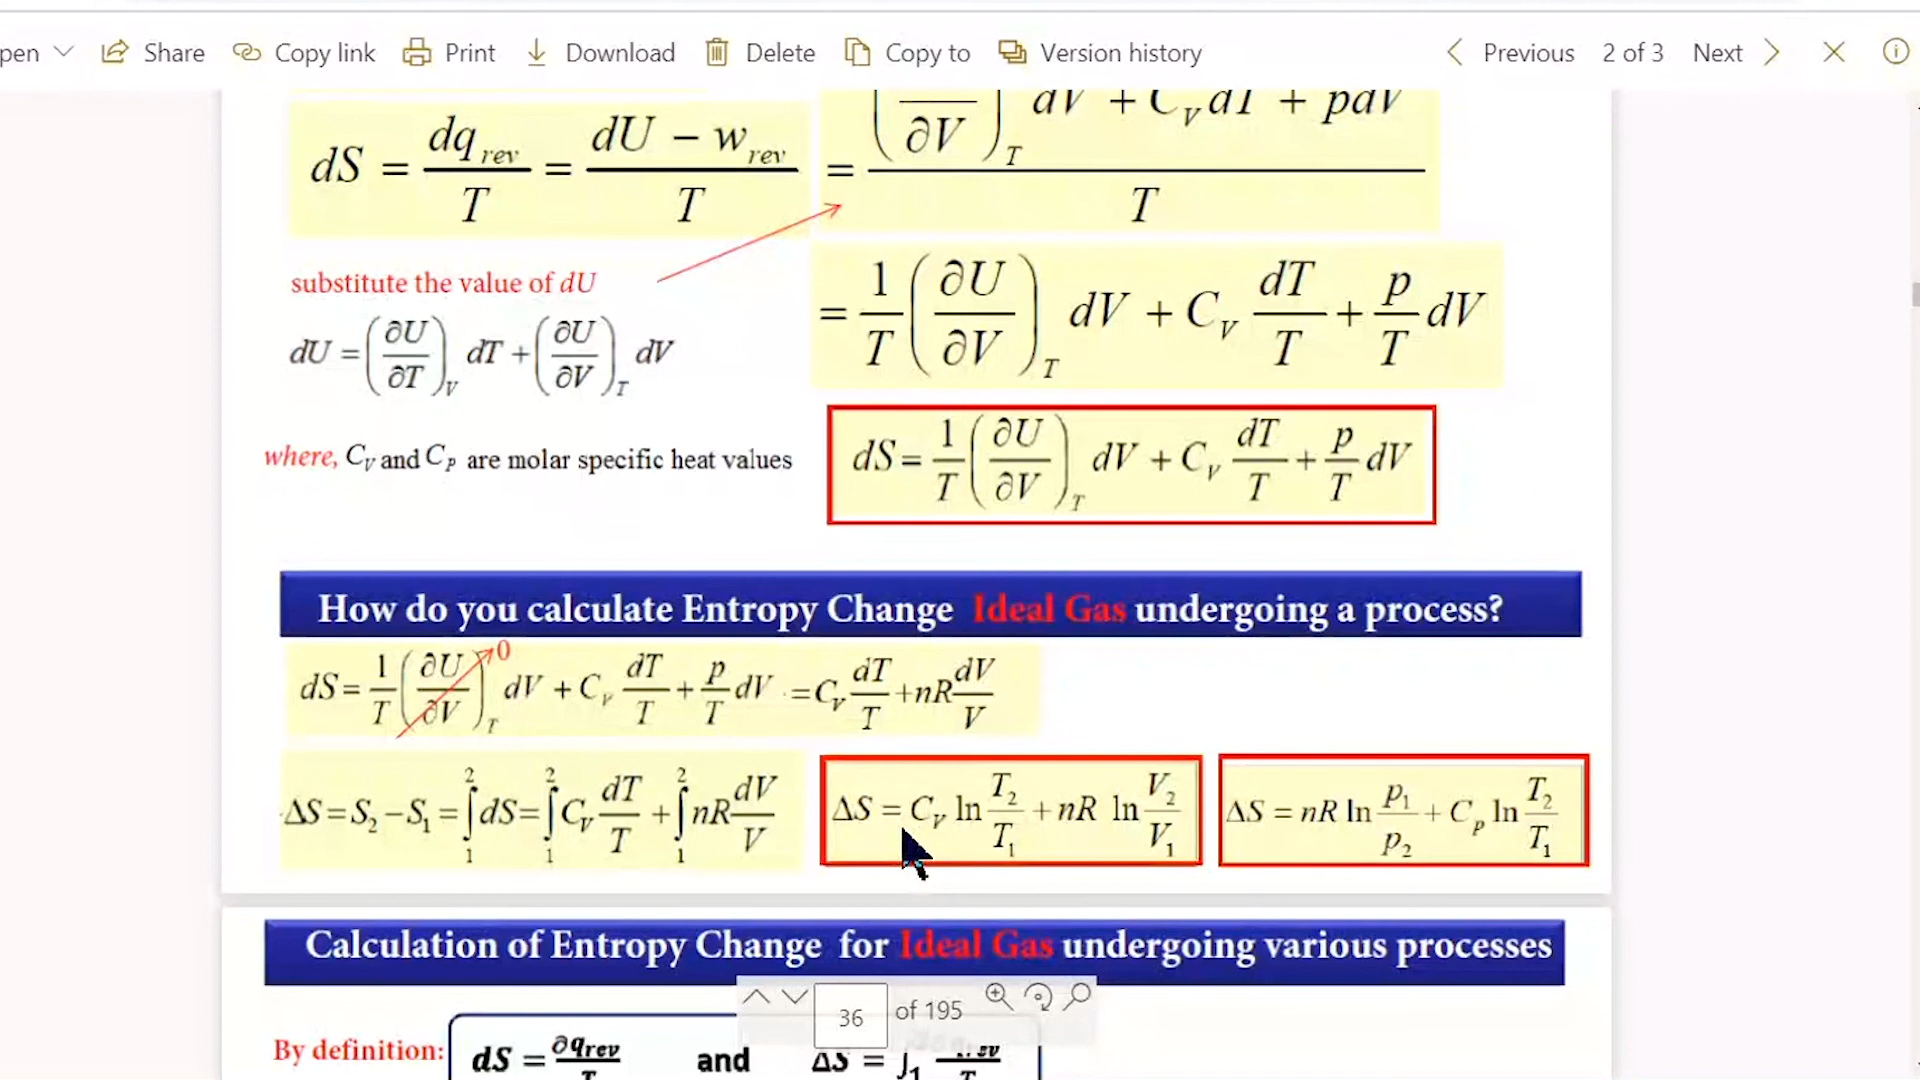 pen Share Copy link Print Download Delete Copy to Version history Previous 2 of 3 Next
dS = dq_rev / T = (dU − w_rev) / T = ( / ∂V)_T dV + C_V dT + pdV / T
substitute the value of dU
= 1/T (∂U/∂V)_T dV + C_V dT/T + p/T dV
dU = (∂U/∂T)_V dT + (∂U/∂V)_T dV
where, C_V and C_P are molar specific heat values
dS = 1/T (∂U/∂V)_T dV + C_V dT/T + p/T dV
How do you calculate Entropy Change Ideal Gas undergoing a process?
dS = 1/T (∂U/∂V)_T 0 dV + C_V dT/T + p/T dV = C_V dT/T + nR dV/V
ΔS = S_2 − S_1 = ∫_1^2 dS = ∫_1^2 C_V dT/T + ∫_1^2 nR dV/V
ΔS = C_V ln T_2/T_1 + nR ln V_2/V_1
ΔS = nR ln p_1/p_2 + C_p ln T_2/T_1
Calculation of Entropy Change for Ideal Gas undergoing various processes
36 of 195
By definition: dS = ∂q_rev / T and ΔS = ∫_1